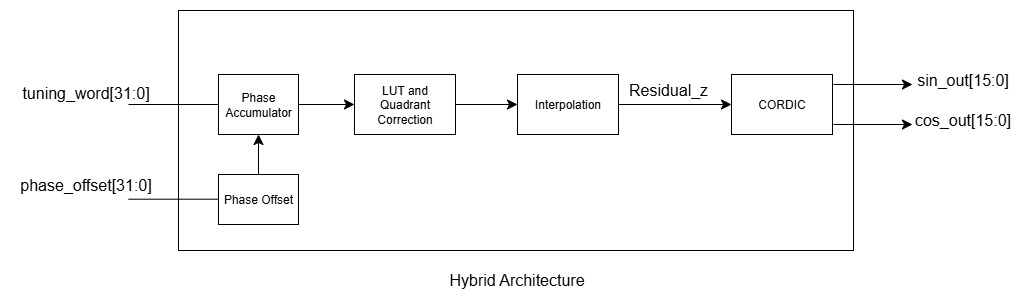 tuning_word[31:0]
Phase
Accumulator
LUT and
Quadrant
Correction
Interpolation
Residual_z
CORDIC
sin_out[15:0]
cos_out[15:0]
phase_offset[31:0]
Phase Offset
Hybrid Architecture